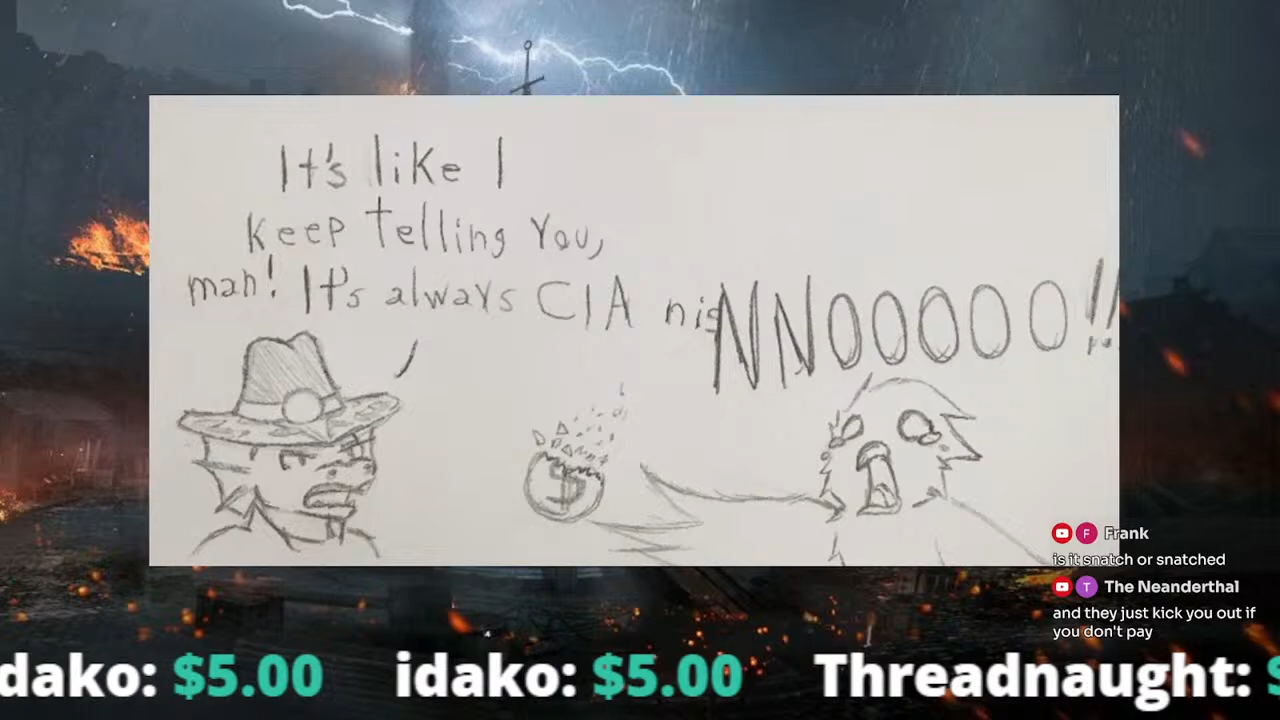 It's like I
keep telling you,
man! It's always CIA nig
NNOOOOO!!
$
Frank
is it snatch or snatched
The Neanderthal
and they just kick you out if
you don't pay
dako: $5.00 idako: $5.00 Threadnaught: $